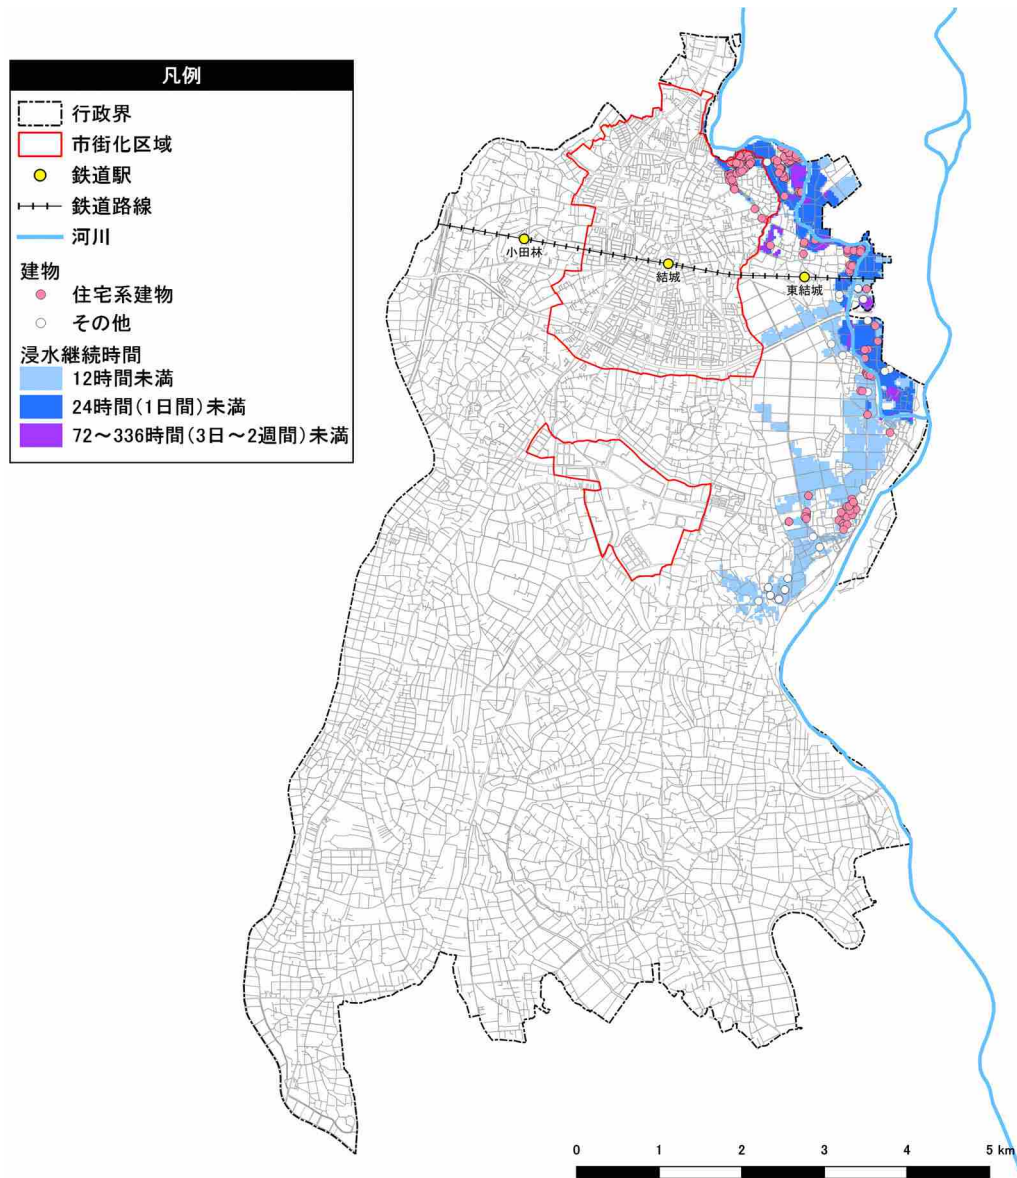 凡例
行政界
市街化区域
鉄道駅
鉄道路線
河川
建物
住宅系建物
その他
浸水継続時間
12時間未満
24時間(1日間)未満
72～336時間(3日～2週間)未満
小田林
結城
東結城
0 1 2 3 4 5 km